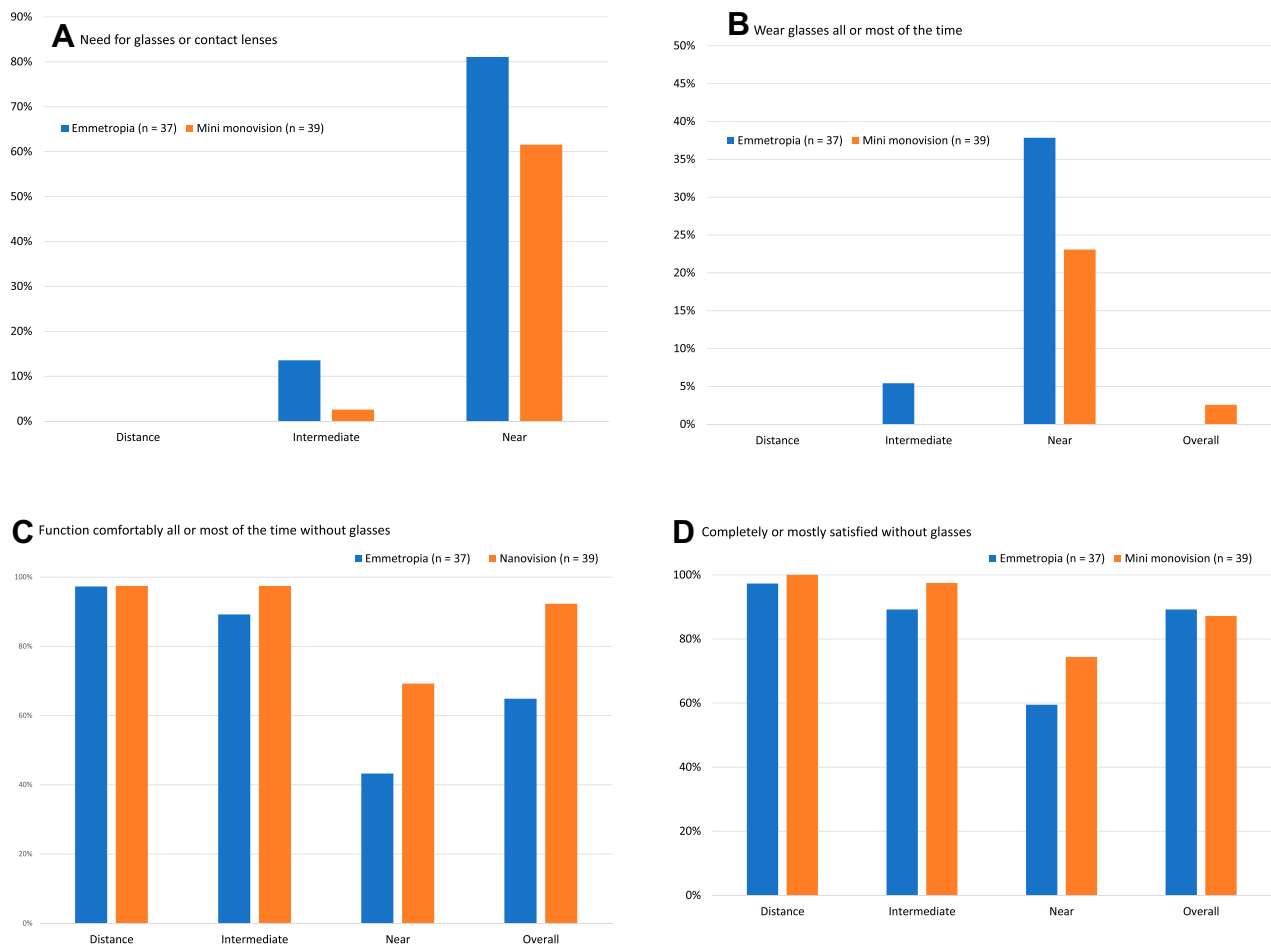 A Need for glasses or contact lenses
Emmetropia (n = 37) Mini monovision (n = 39)
90%
80%
70%
60%
50%
40%
30%
20%
10%
0%
Distance Intermediate Near
B Wear glasses all or most of the time
Emmetropia (n = 37) Mini monovision (n = 39)
50%
45%
40%
35%
30%
25%
20%
15%
10%
5%
0%
Distance Intermediate Near Overall
C Function comfortably all or most of the time without glasses
Emmetropia (n = 37) Nanovision (n = 39)
100%
80%
60%
40%
20%
0%
Distance Intermediate Near Overall
D Completely or mostly satisfied without glasses
Emmetropia (n = 37) Mini monovision (n = 39)
100%
80%
60%
40%
20%
0%
Distance Intermediate Near Overall